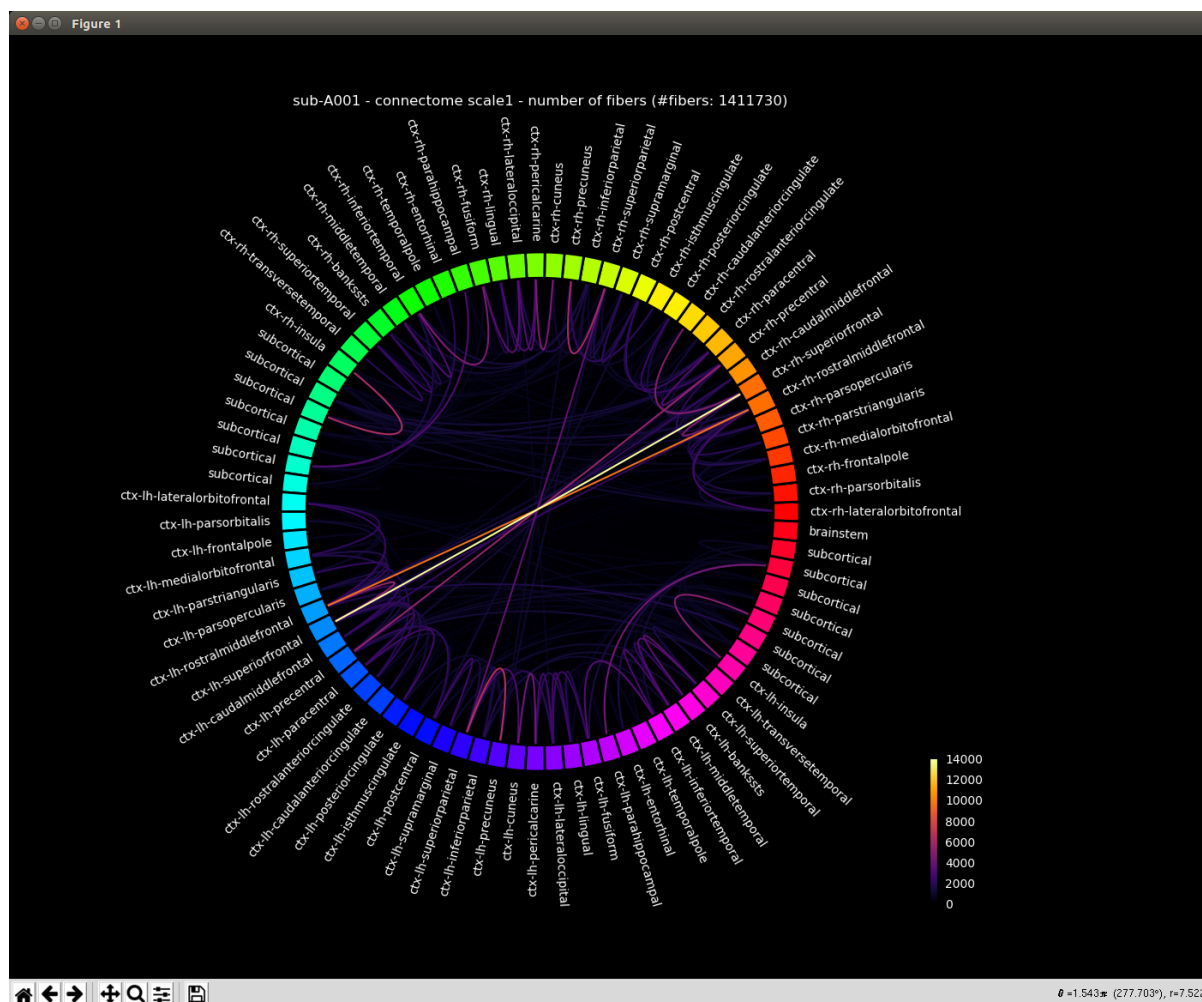 Figure 1
sub-A001 - connectome scale1 - number of fibers (#fibers: 1411730)
ctx-rh-pericalcarine
ctx-rh-cuneus
ctx-rh-precuneus
ctx-rh-inferiorparietal
ctx-rh-superiorparietal
ctx-rh-supramarginal
ctx-rh-postcentral
ctx-rh-isthmuscingulate
ctx-rh-posteriorcingulate
ctx-rh-caudalanteriorcingulate
ctx-rh-rostralanteriorcingulate
ctx-rh-paracentral
ctx-rh-precentral
ctx-rh-caudalmiddlefrontal
ctx-rh-superiorfrontal
ctx-rh-rostralmiddlefrontal
ctx-rh-parsopercularis
ctx-rh-parstriangularis
ctx-rh-medialorbitofrontal
ctx-rh-frontalpole
ctx-rh-parsorbitalis
ctx-rh-lateralorbitofrontal
brainstem
subcortical
subcortical
subcortical
subcortical
subcortical
subcortical
subcortical
ctx-lh-insula
ctx-lh-transversetemporal
ctx-lh-superiortemporal
ctx-lh-bankssts
ctx-lh-middletemporal
ctx-lh-inferiortemporal
ctx-lh-temporalpole
ctx-lh-entorhinal
ctx-lh-parahippocampal
ctx-lh-fusiform
ctx-lh-lingual
ctx-lh-lateraloccipital
ctx-lh-pericalcarine
ctx-lh-cuneus
ctx-lh-precuneus
ctx-lh-inferiorparietal
ctx-lh-superiorparietal
ctx-lh-supramarginal
ctx-lh-postcentral
ctx-lh-isthmuscingulate
ctx-lh-posteriorcingulate
ctx-lh-caudalanteriorcingulate
ctx-lh-rostralanteriorcingulate
ctx-lh-paracentral
ctx-lh-precentral
ctx-lh-caudalmiddlefrontal
ctx-lh-superiorfrontal
ctx-lh-rostralmiddlefrontal
ctx-lh-parsopercularis
ctx-lh-parstriangularis
ctx-lh-medialorbitofrontal
ctx-lh-frontalpole
ctx-lh-parsorbitalis
ctx-lh-lateralorbitofrontal
subcortical
subcortical
subcortical
subcortical
subcortical
subcortical
ctx-rh-insula
ctx-rh-transversetemporal
ctx-rh-superiortemporal
ctx-rh-bankssts
ctx-rh-middletemporal
ctx-rh-inferiortemporal
ctx-rh-temporalpole
ctx-rh-entorhinal
ctx-rh-parahippocampal
ctx-rh-fusiform
ctx-rh-lingual
ctx-rh-lateraloccipital
14000
12000
10000
8000
6000
4000
2000
0
θ=1.543π (277.703°), r=7.522